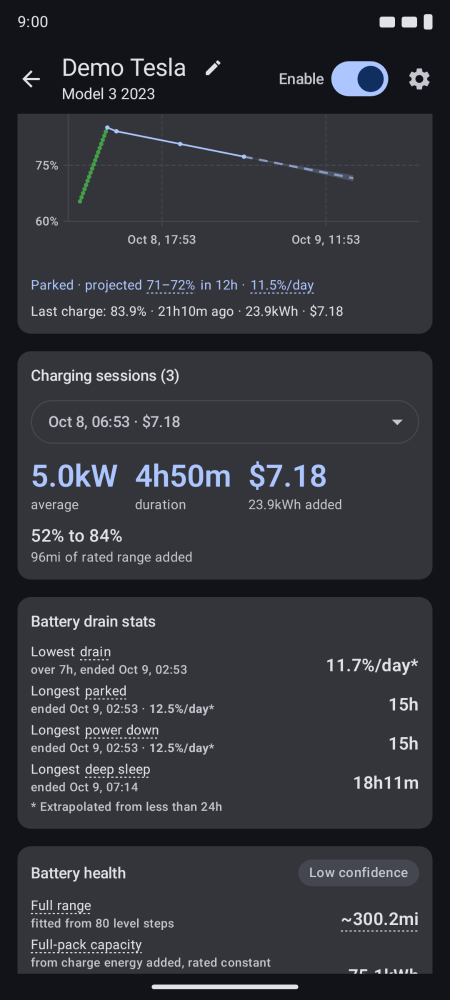 9:00
Demo Tesla
Model 3 2023
Enable
75%
60%
Oct 8, 17:53
Oct 9, 11:53
Parked · projected 71–72% in 12h · 11.5%/day
Last charge: 83.9% · 21h10m ago · 23.9kWh · $7.18
Charging sessions (3)
Oct 8, 06:53 · $7.18
5.0kW 4h50m $7.18
average duration 23.9kWh added
52% to 84%
96mi of rated range added
Battery drain stats
Lowest drain
over 7h, ended Oct 9, 02:53
11.7%/day*
Longest parked
ended Oct 9, 02:53 · 12.5%/day*
15h
Longest power down
ended Oct 9, 02:53 · 12.5%/day*
15h
Longest deep sleep
ended Oct 9, 07:14
18h11m
* Extrapolated from less than 24h
Battery health
Low confidence
Full range
fitted from 80 level steps
~300.2mi
Full-pack capacity
from charge energy added, rated constant
75.1kWh